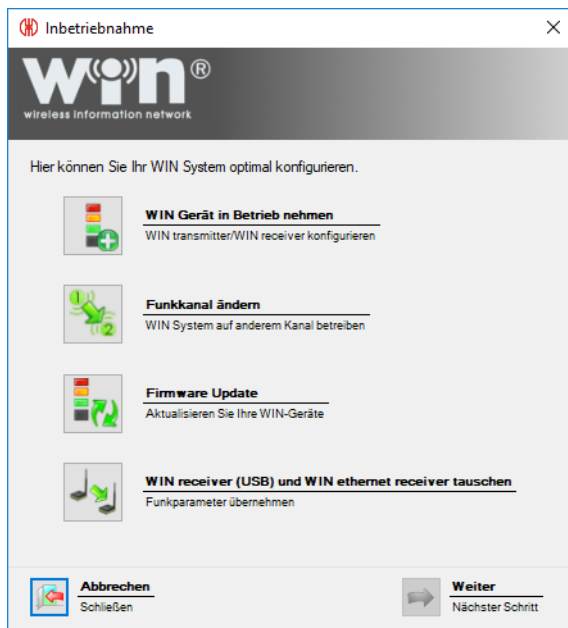 Inbetriebnahme
win®
wireless information network
Hier können Sie Ihr WIN System optimal konfigurieren.
WIN Gerät in Betrieb nehmen
WIN transmitter/WIN receiver konfigurieren
1
2
Funkkanal ändern
WIN System auf anderem Kanal betreiben
Firmware Update
Aktualisieren Sie Ihre WIN-Geräte
WIN receiver (USB) und WIN ethernet receiver tauschen
Funkparameter übernehmen
Abbrechen
Schließen
Weiter
Nächster Schritt